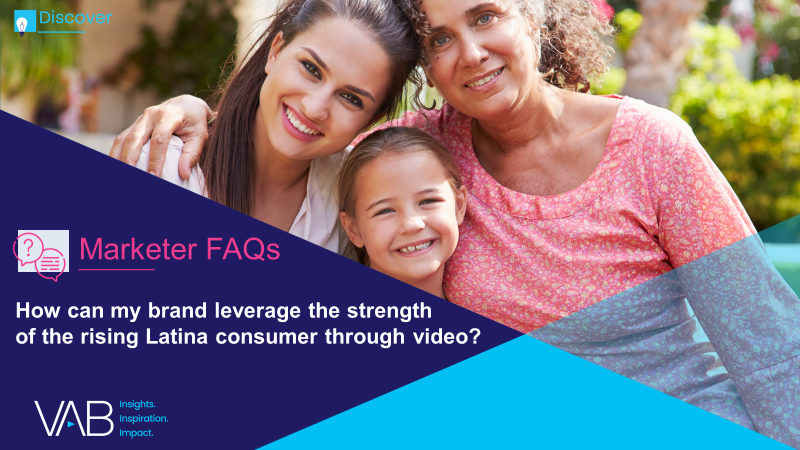 Discover
?
Marketer FAQs
How can my brand leverage the strength
of the rising Latina consumer through video?
VAB
Insights.
Inspiration.
Impact.